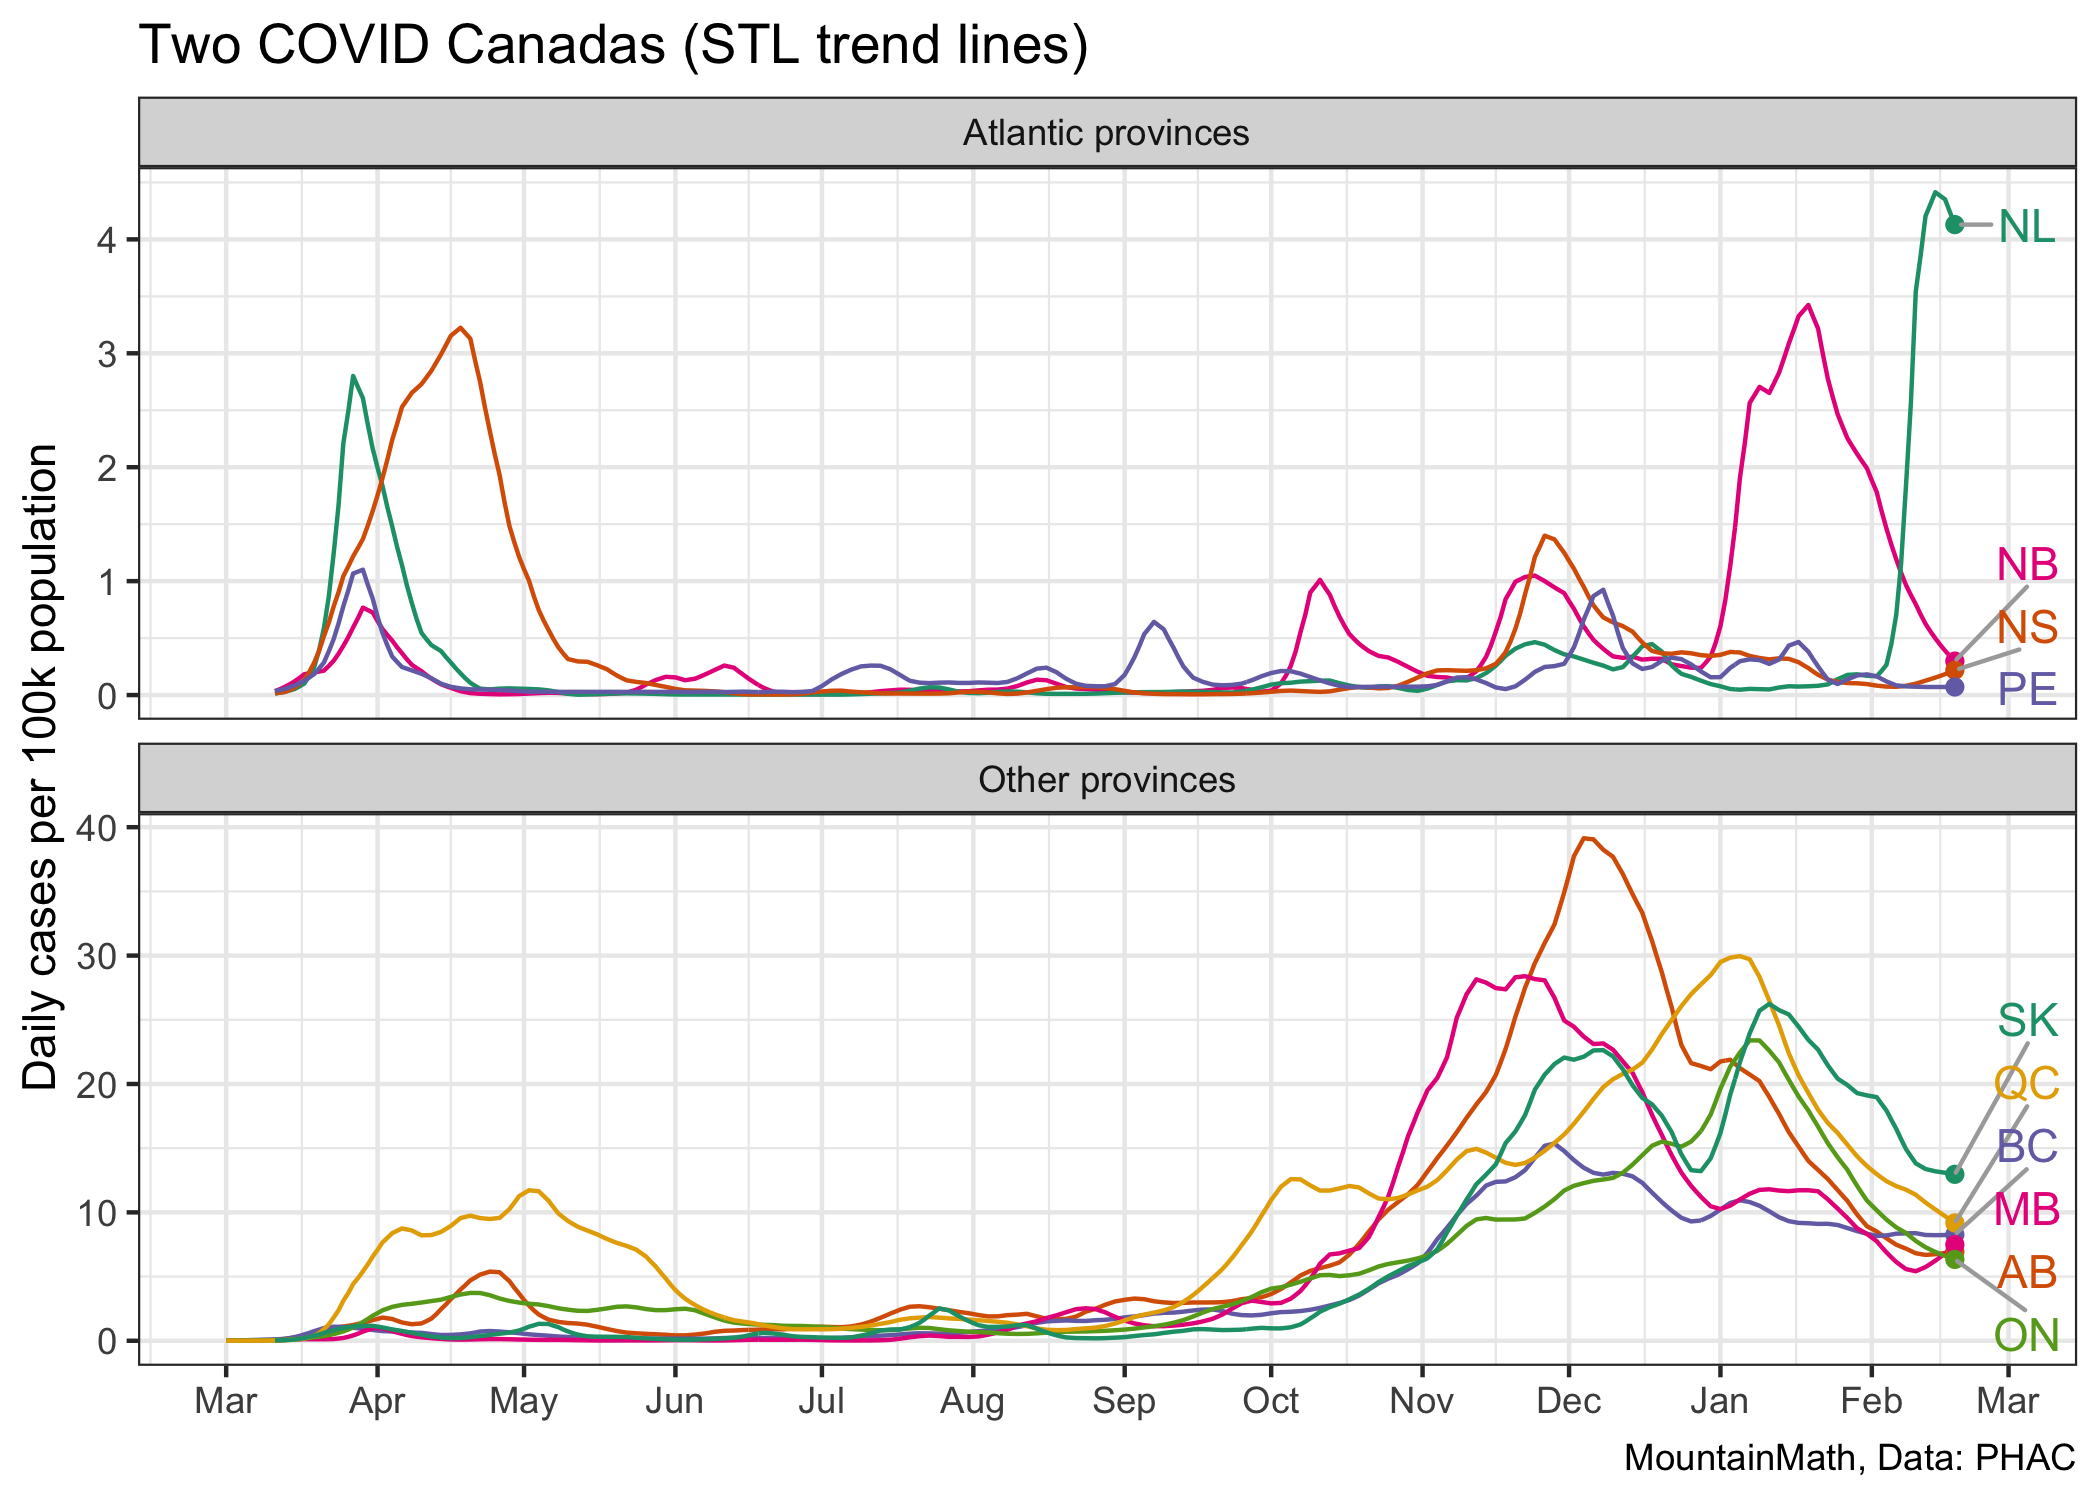 Two COVID Canadas (STL trend lines)
Atlantic provinces
Daily cases per 100k population
4
3
2
1
0
NL
NB
NS
PE
Other provinces
40
30
20
10
0
SK
QC
BC
MB
AB
ON
Mar Apr May Jun Jul Aug Sep Oct Nov Dec Jan Feb Mar
MountainMath, Data: PHAC